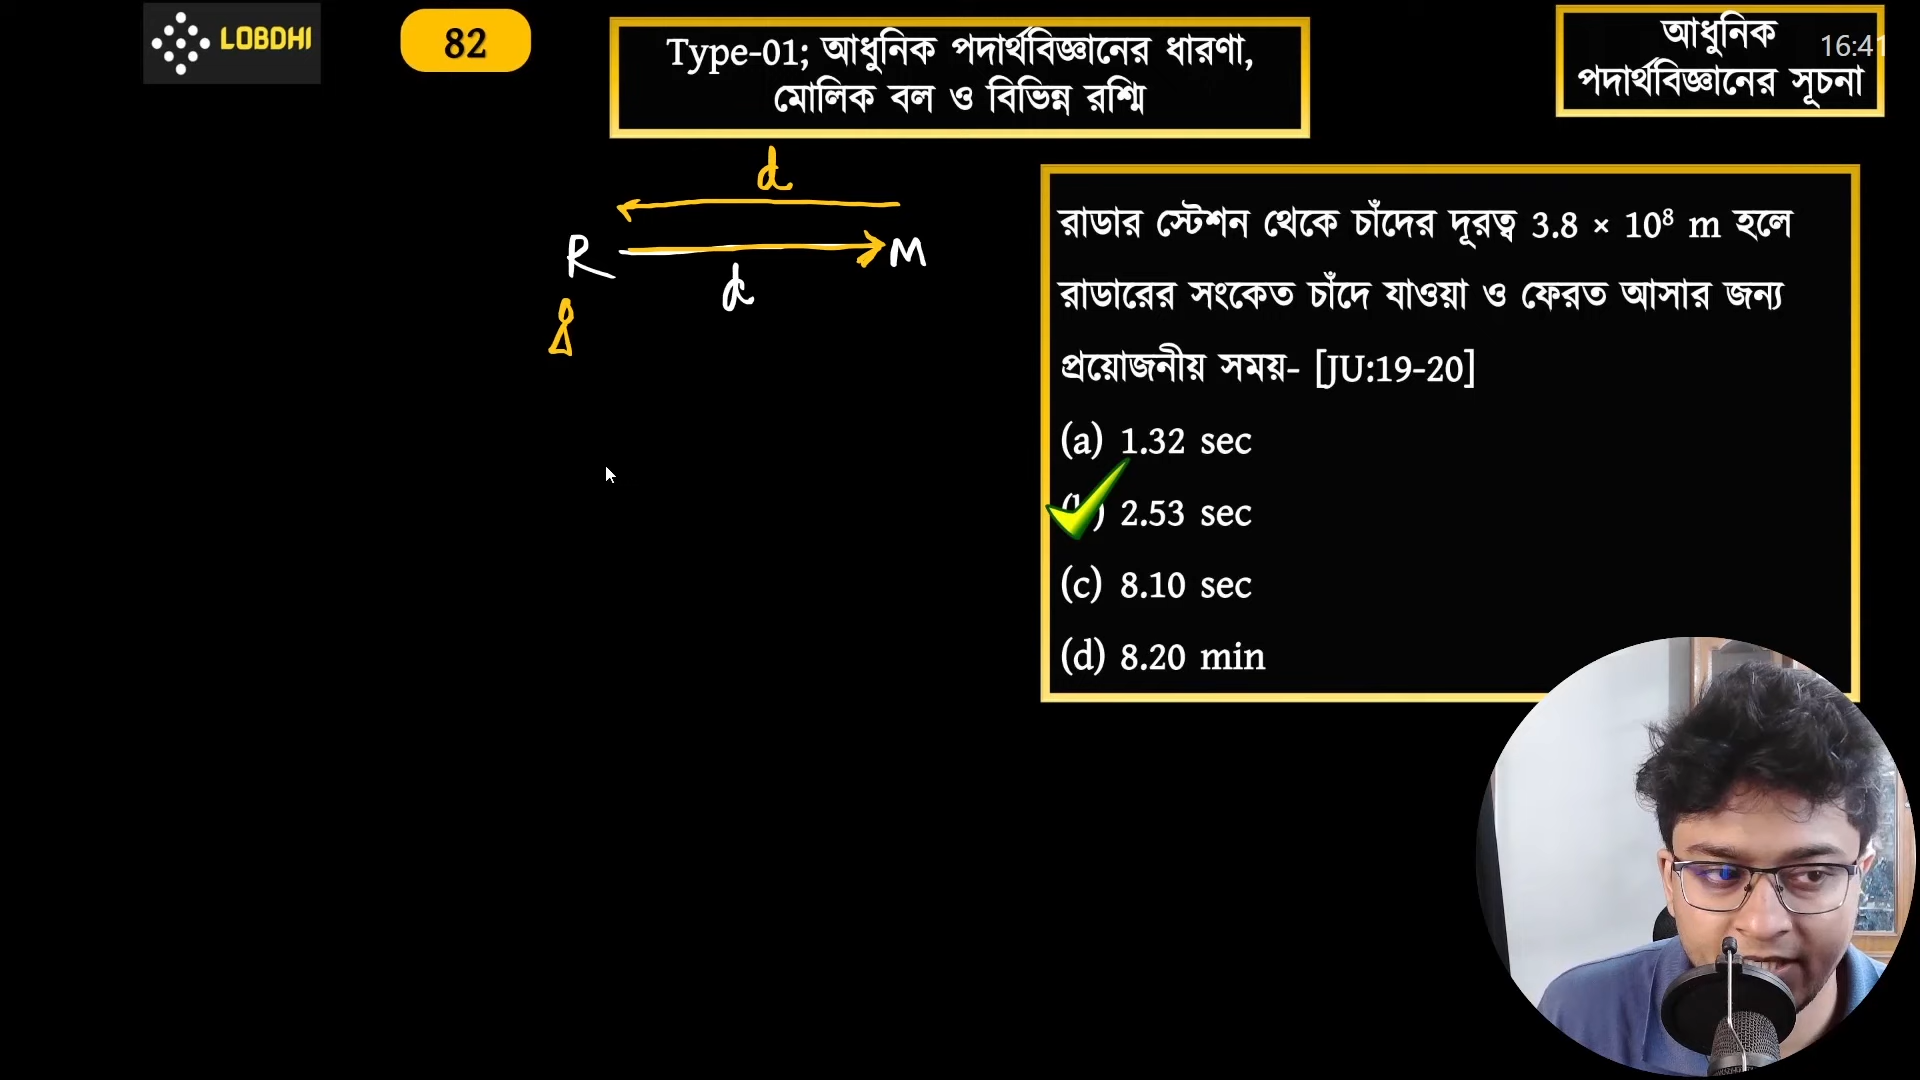 LOBDHI
82
Type-01; আধুনিক পদার্থবিজ্ঞানের ধারণা,
মৌলিক বল ও বিভিন্ন রশ্মি
আধুনিক
পদার্থবিজ্ঞানের সূচনা
16:41
d
R M
d
রাডার স্টেশন থেকে চাঁদের দূরত্ব 3.8 × 10⁸ m হলে
রাডারের সংকেত চাঁদে যাওয়া ও ফেরত আসার জন্য
প্রয়োজনীয় সময়- [JU:19-20]
(a) 1.32 sec
(b) 2.53 sec
(c) 8.10 sec
(d) 8.20 min